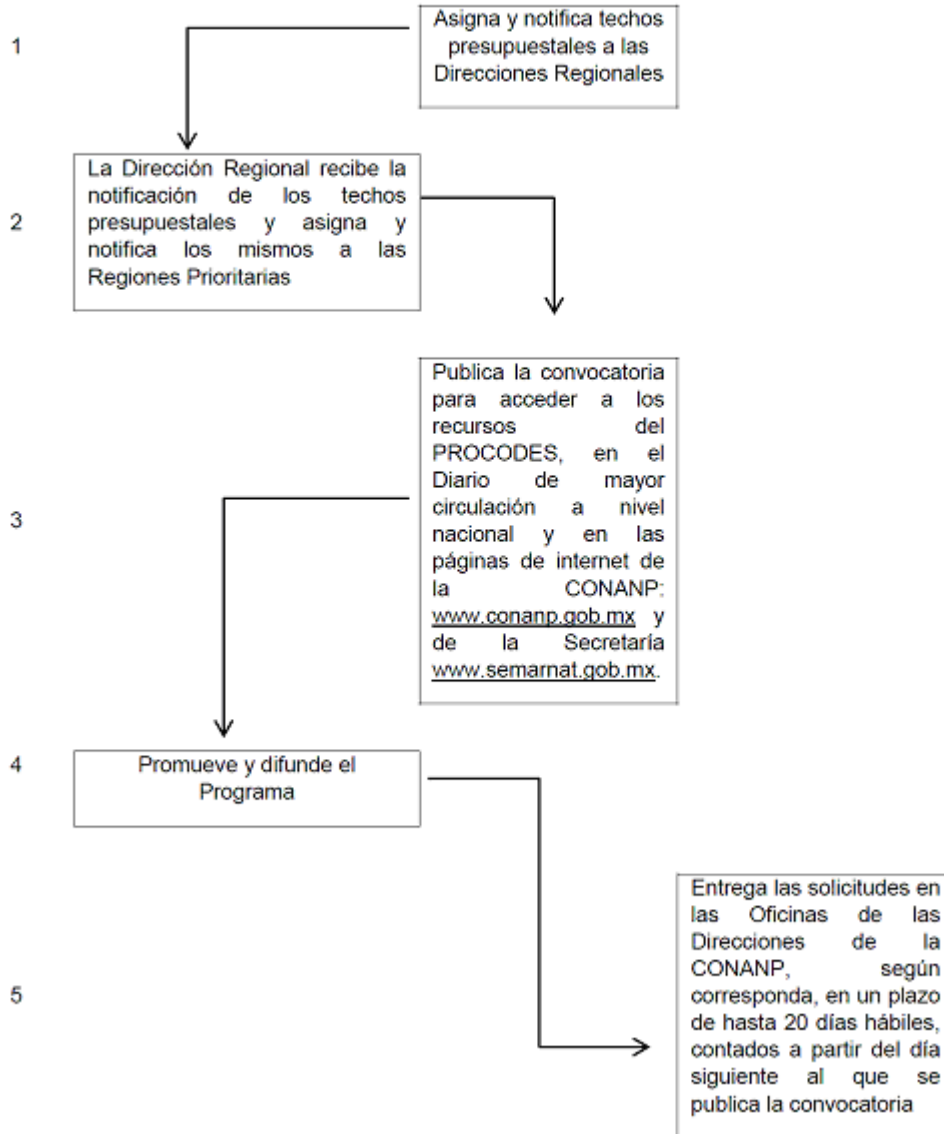 1
Asigna y notifica techos
presupuestales a las
Direcciones Regionales
2
La Dirección Regional recibe la
notificación de los techos
presupuestales y asigna y
notifica los mismos a las
Regiones Prioritarias
3
Publica la convocatoria
para acceder a los
recursos del
PROCODES, en el
Diario de mayor
circulación a nivel
nacional y en las
páginas de internet de
la CONANP:
www.conanp.gob.mx y
de la Secretaría
www.semarnat.gob.mx.
4
Promueve y difunde el
Programa
5
Entrega las solicitudes en
las Oficinas de las
Direcciones de la
CONANP, según
corresponda, en un plazo
de hasta 20 días hábiles,
contados a partir del día
siguiente al que se
publica la convocatoria